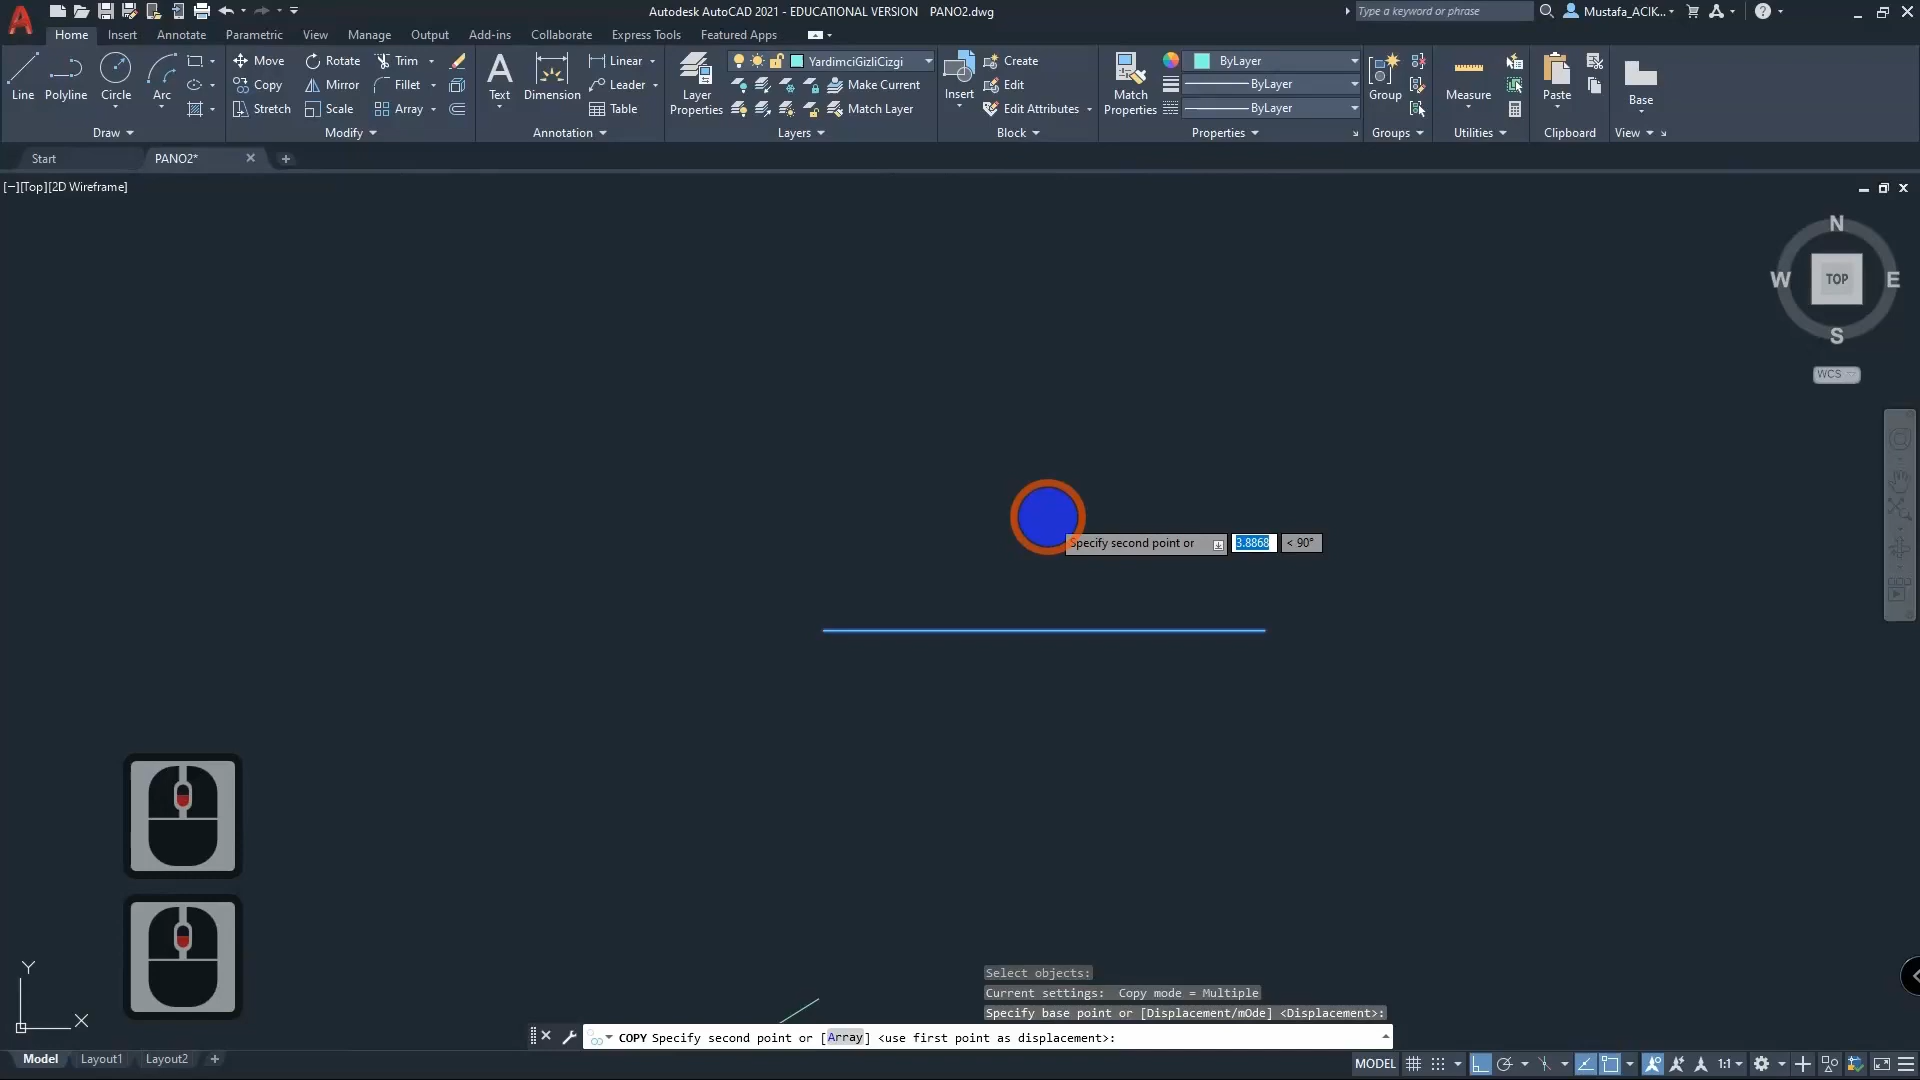 Autodesk AutoCAD 2021 - EDUCATIONAL VERSION PANO2.dwg
Type a keyword or phrase
Mustafa_ACIK...
Home Insert Annotate Parametric View Manage Output Add-ins Collaborate Express Tools Featured Apps
Line Polyline Circle Arc
Move Rotate Trim
Copy Mirror Fillet
Stretch Scale Array
Text Dimension
Linear
Leader
Table
Layer Properties
YardimciGizliCizgi
Make Current
Match Layer
Insert
Create
Edit
Edit Attributes
Match Properties
ByLayer
ByLayer
ByLayer
Group
Measure
Paste
Base
Draw Modify Annotation Layers Block Properties Groups Utilities Clipboard View
Start PANO2*
[−][Top][2D Wireframe]
N
W TOP E
S
WCS
Specify second point or 3.8868 < 90°
Y
X
Select objects:
Current settings: Copy mode = Multiple
Specify base point or [Displacement/mOde] <Displacement>:
COPY Specify second point or [Array] <use first point as displacement>:
Model Layout1 Layout2
MODEL 1:1